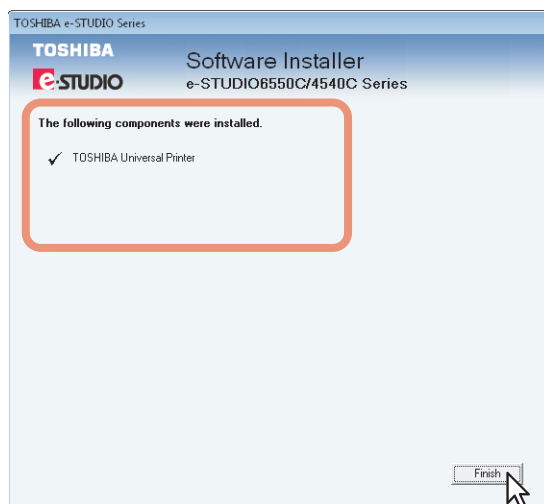 TOSHIBA e-STUDIO Series
TOSHIBA
e-STUDIO
Software Installer
e-STUDIO6550C/4540C Series
The following components were installed.
TOSHIBA Universal Printer
Finish